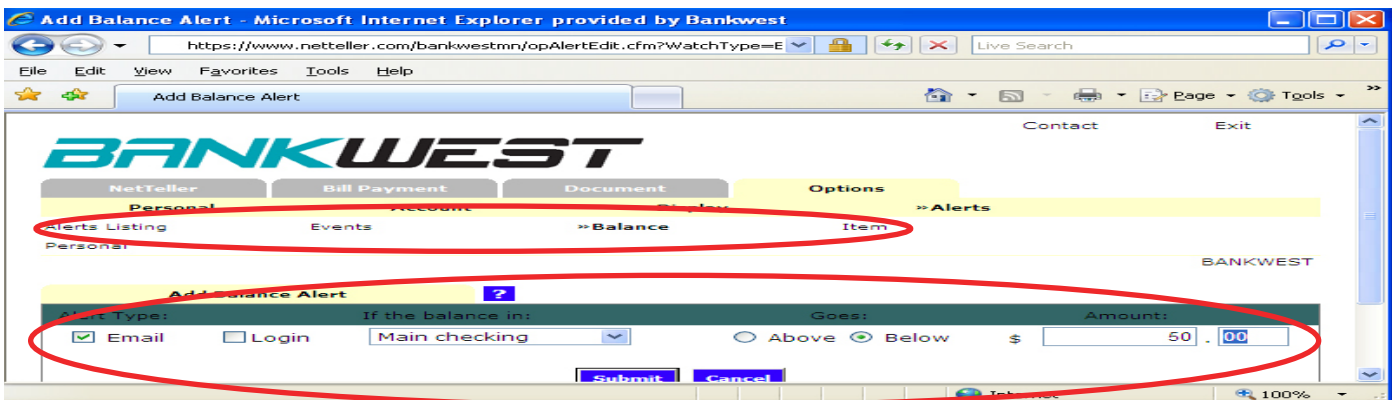 Add Balance Alert - Microsoft Internet Explorer provided by Bankwest
https://www.netteller.com/bankwestmn/opAlertEdit.cfm?WatchType=E Live Search
File Edit View Favorites Tools Help
Add Balance Alert Page Tools »
Contact Exit
BANKWEST
NetTeller Bill Payment Document Options
Personal Account Display »Alerts
Alerts Listing Events »Balance Item
Personal
BANKWEST
Add Balance Alert ?
Alert Type: If the balance in: Goes: Amount:
Email Login Main checking Above Below $ 50 . 00
Submit Cancel
Internet 100%